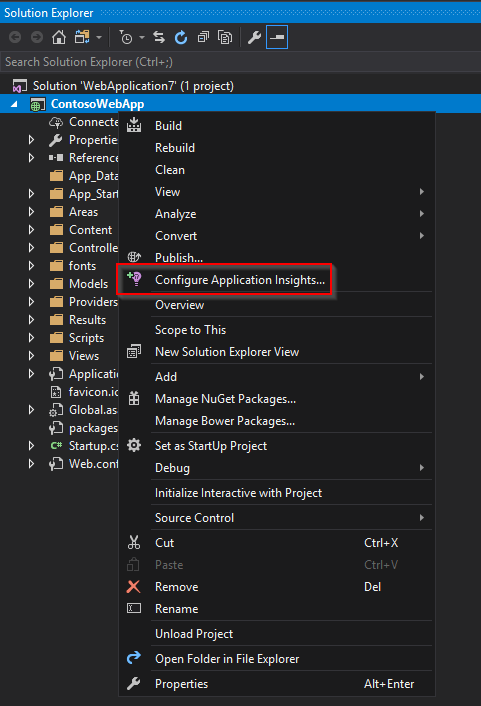 Solution Explorer
Search Solution Explorer (Ctrl+;)
Solution 'WebApplication7' (1 project)
ContosoWebApp
Connecte
Propertie
Reference
App_Data
App_Start
Areas
Content
Controlle
fonts
Models
Providers
Results
Scripts
Views
Applicatio
favicon.ic
Global.as
packages
C# Startup.cs
Web.conf
Build
Rebuild
Clean
View
Analyze
Convert
Publish...
Configure Application Insights...
Overview
Scope to This
New Solution Explorer View
Add
Manage NuGet Packages...
Manage Bower Packages...
Set as StartUp Project
Debug
Initialize Interactive with Project
Source Control
Cut Ctrl+X
Paste Ctrl+V
Remove Del
Rename
Unload Project
Open Folder in File Explorer
Properties Alt+Enter